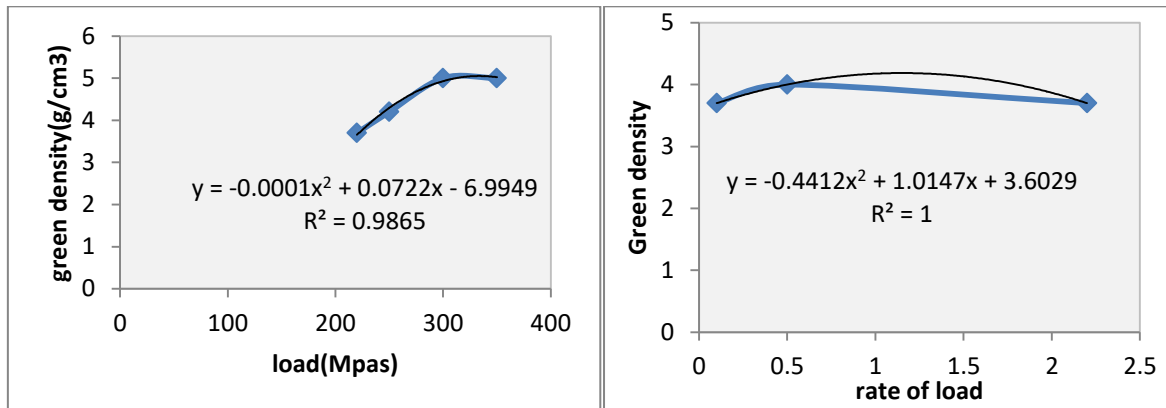 green density(g/cm3)
6
5
4
3
2
1
0
y = -0.0001x² + 0.0722x - 6.9949
R² = 0.9865
0 100 200 300 400
load(Mpas)
Green density
5
4
3
2
1
0
y = -0.4412x² + 1.0147x + 3.6029
R² = 1
0 0.5 1 1.5 2 2.5
rate of load